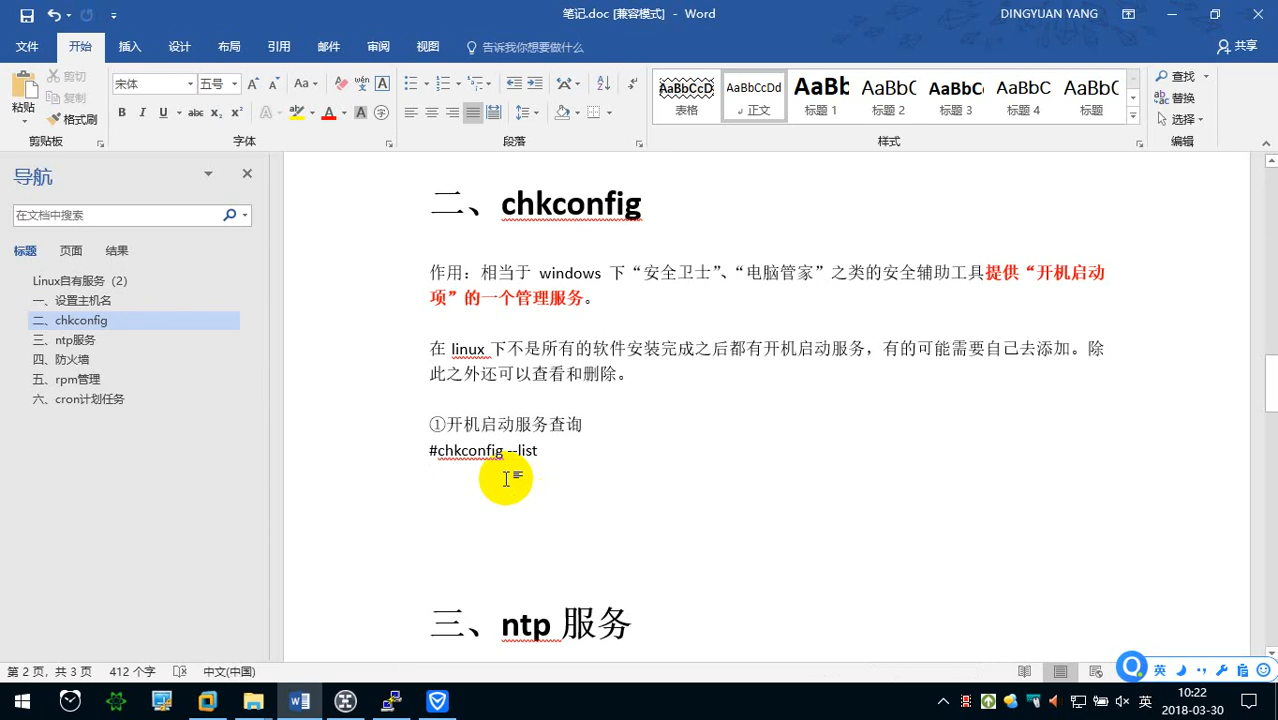 笔记.doc [兼容模式] - Word
DINGYUAN YANG
文件
开始
插入
设计
布局
引用
邮件
审阅
视图
告诉我你想要做什么
共享
粘贴
剪切
复制
格式刷
剪贴板
宋体
五号
字体
段落
AaBbCcD
表格
AaBbCcDd
正文
AaBb
标题 1
AaBbC
标题 2
AaBbC
标题 3
AaBbC
标题 4
AaBbC
标题
样式
查找
替换
选择
编辑
导航
在文档中搜索
标题
页面
结果
Linux自有服务（2）
一、设置主机名
二、chkconfig
三、ntp服务
四、防火墙
五、rpm管理
六、cron计划任务
二、chkconfig
作用：相当于 windows 下“安全卫士”、“电脑管家”之类的安全辅助工具提供“开机启动
项”的一个管理服务。
在 linux 下不是所有的软件安装完成之后都有开机启动服务，有的可能需要自己去添加。除
此之外还可以查看和删除。
①开机启动服务查询
#chkconfig --list
三、ntp 服务
第 2 页，共 3 页
412 个字
中文(中国)
英
英
10:22
2018-03-30